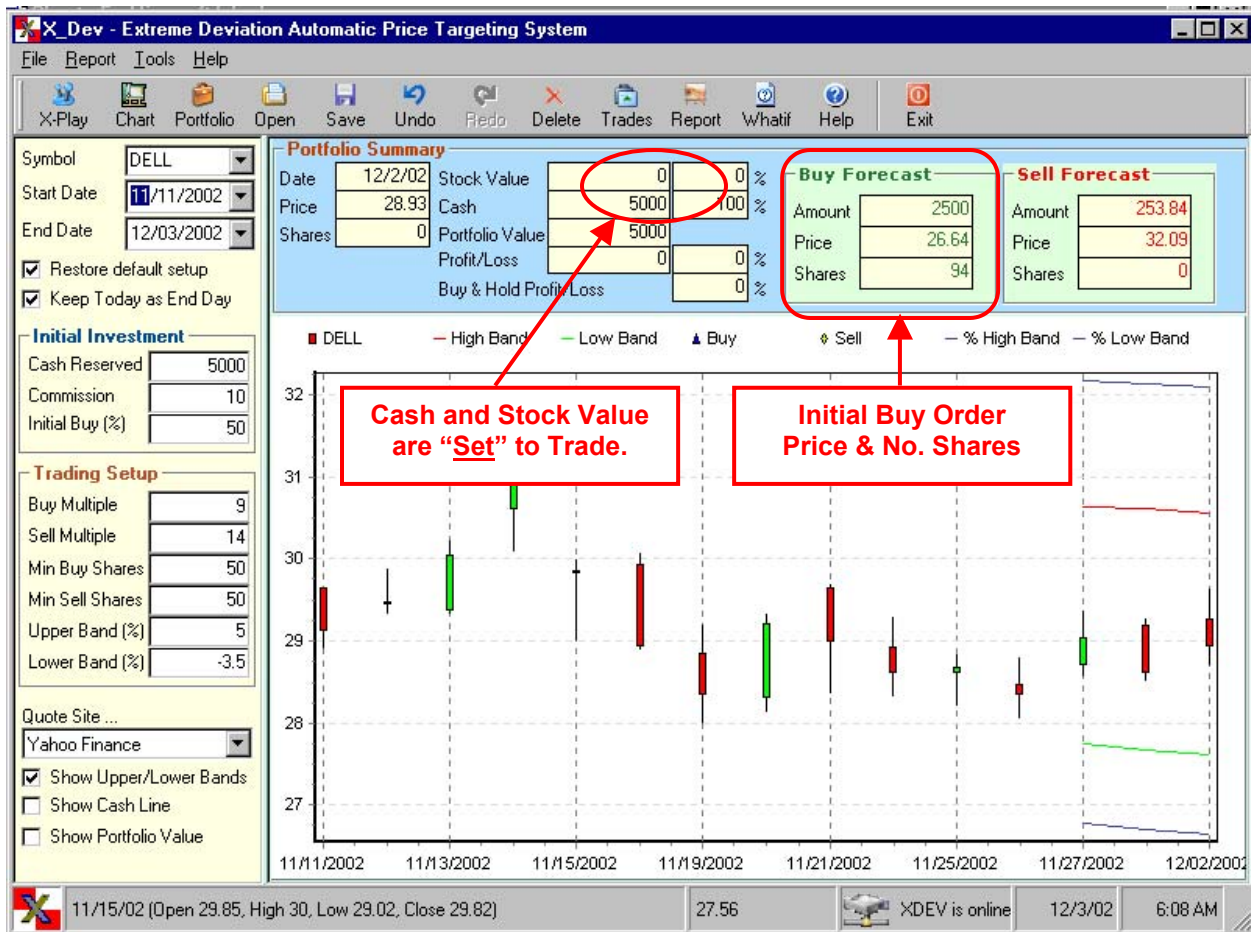 X_Dev - Extreme Deviation Automatic Price Targeting System
File Report Tools Help
X-Play Chart Portfolio Open Save Undo Redo Delete Trades Report Whatif Help Exit
Symbol DELL
Start Date 11/11/2002
End Date 12/03/2002
Restore default setup
Keep Today as End Day
Initial Investment
Cash Reserved 5000
Commission 10
Initial Buy (%) 50
Trading Setup
Buy Multiple 9
Sell Multiple 14
Min Buy Shares 50
Min Sell Shares 50
Upper Band (%) 5
Lower Band (%) -3.5
Quote Site ...
Yahoo Finance
Show Upper/Lower Bands
Show Cash Line
Show Portfolio Value
Portfolio Summary
Date 12/2/02 Stock Value 0 0 %
Price 28.93 Cash 5000 100 %
Shares 0 Portfolio Value 5000
Profit/Loss 0 0 %
Buy & Hold Profit/Loss 0 %
Buy Forecast
Amount 2500
Price 26.64
Shares 94
Sell Forecast
Amount 253.84
Price 32.09
Shares 0
DELL High Band Low Band Buy Sell % High Band % Low Band
Cash and Stock Value
are “Set” to Trade.
Initial Buy Order
Price & No. Shares
32
31
30
29
28
27
11/11/2002 11/13/2002 11/15/2002 11/19/2002 11/21/2002 11/25/2002 11/27/2002 12/02/2002
11/15/02 (Open 29.85, High 30, Low 29.02, Close 29.82) 27.56 XDEV is online 12/3/02 6:08 AM